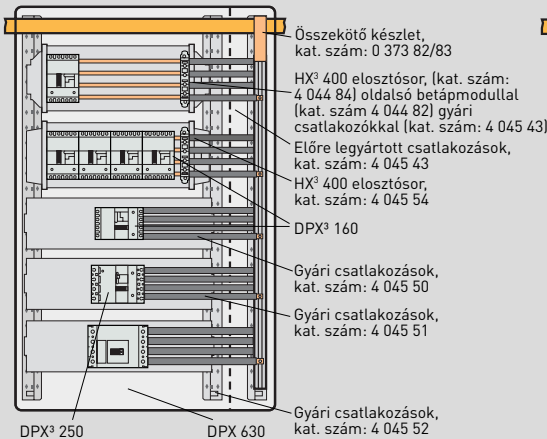 Összekötő készlet,
kat. szám: 0 373 82/83
HX³ 400 elosztósor, (kat. szám:
4 044 84) oldalsó betápmodullal
(kat. szám 4 044 82) gyári
csatlakozókkal (kat. szám: 4 045 43)
Előre legyártott csatlakozások,
kat. szám: 4 045 43
HX³ 400 elosztósor,
kat. szám: 4 045 54
DPX³ 160
Gyári csatlakozások,
kat. szám: 4 045 50
Gyári csatlakozások,
kat. szám: 4 045 51
Gyári csatlakozások,
kat. szám: 4 045 52
DPX³ 250
DPX 630